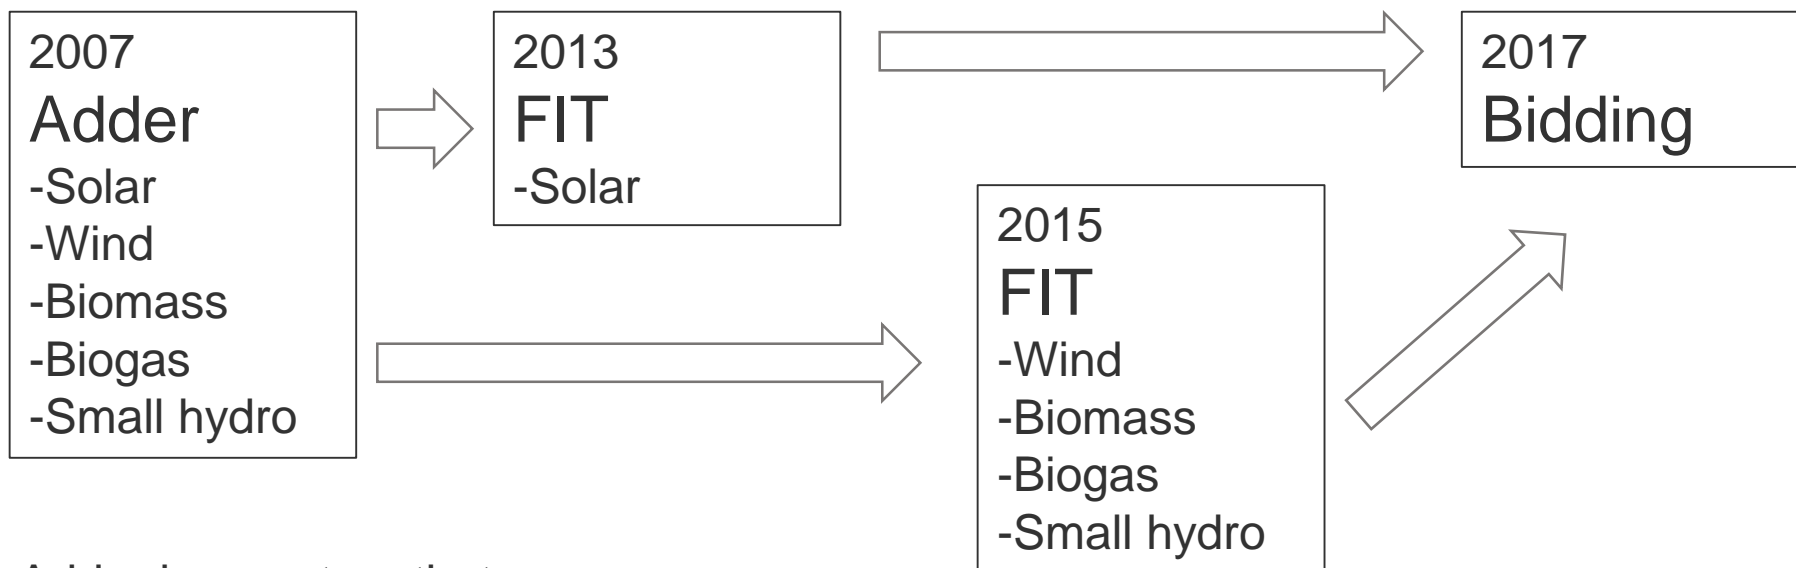 2007
Adder
-Solar
-Wind
-Biomass
-Biogas
-Small hydro
2013
FIT
-Solar
2015
FIT
-Wind
-Biomass
-Biogas
-Small hydro
2017
Bidding